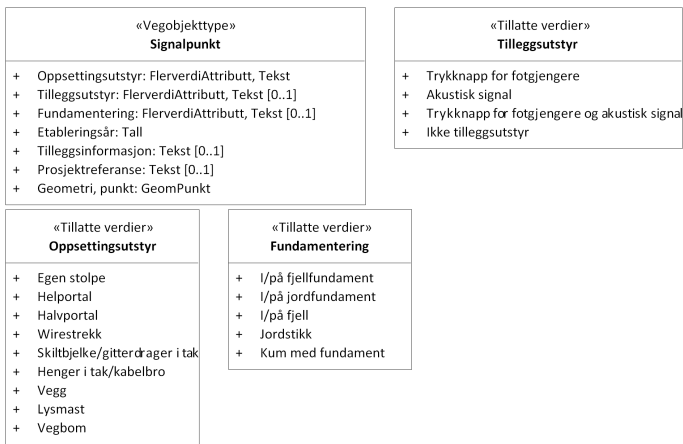 «Vegobjekttype»
Signalpunkt
+ Oppsettingsutstyr: FlerverdiAttributt, Tekst
+ Tilleggsutstyr: FlerverdiAttributt, Tekst [0..1]
+ Fundamentering: FlerverdiAttributt, Tekst [0..1]
+ Etableringsår: Tall
+ Tilleggsinformasjon: Tekst [0..1]
+ Prosjektreferanse: Tekst [0..1]
+ Geometri, punkt: GeomPunkt
«Tillatte verdier»
Tilleggsutstyr
+ Trykknapp for fotgjengere
+ Akustisk signal
+ Trykknapp for fotgjengere og akustisk signal
+ Ikke tilleggsutstyr
«Tillatte verdier»
Oppsettingsutstyr
+ Egen stolpe
+ Helportal
+ Halvportal
+ Wirestrekk
+ Skiltbjelke/gitterdrager i tak
+ Henger i tak/kabelbro
+ Vegg
+ Lysmast
+ Vegbom
«Tillatte verdier»
Fundamentering
+ I/på fjellfundament
+ I/på jordfundament
+ I/på fjell
+ Jordstikk
+ Kum med fundament